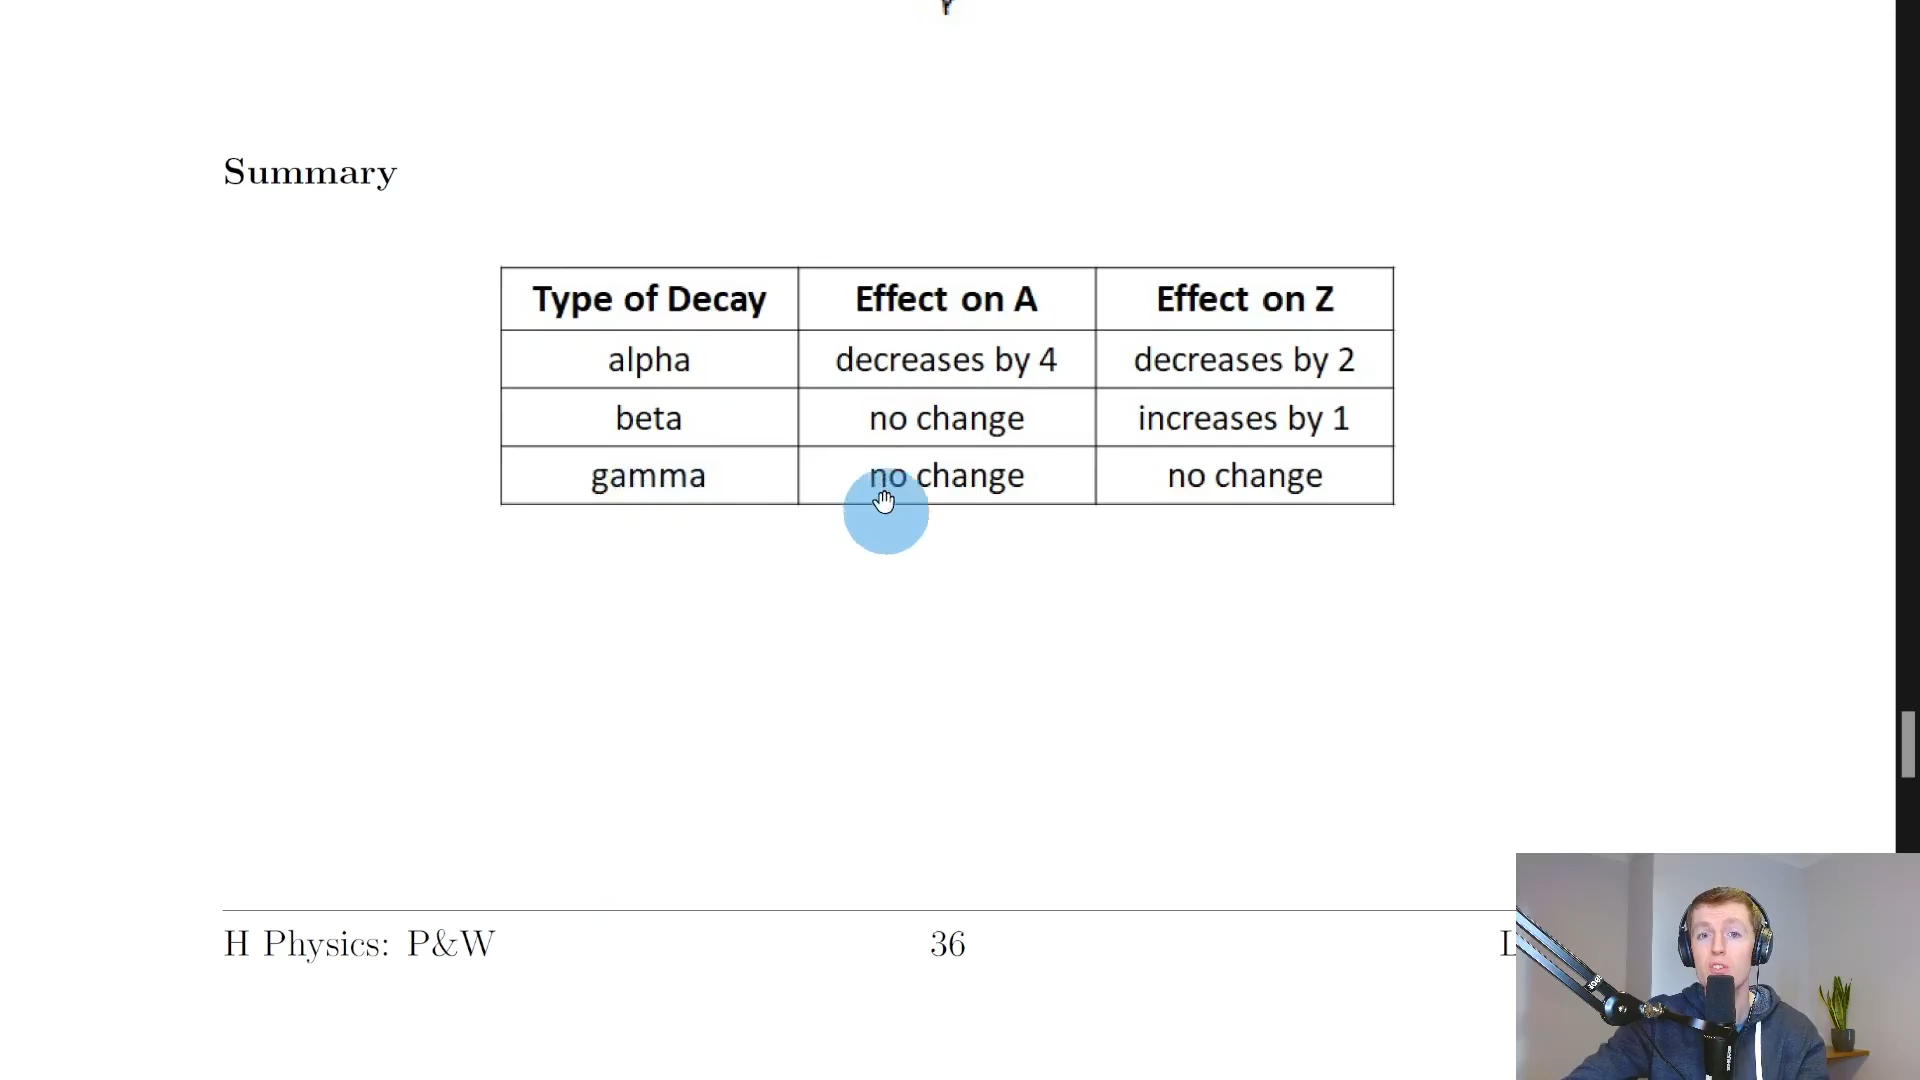 Summary
Type of Decay Effect on A Effect on Z
alpha decreases by 4 decreases by 2
beta no change increases by 1
gamma no change no change
H Physics: P&W 36